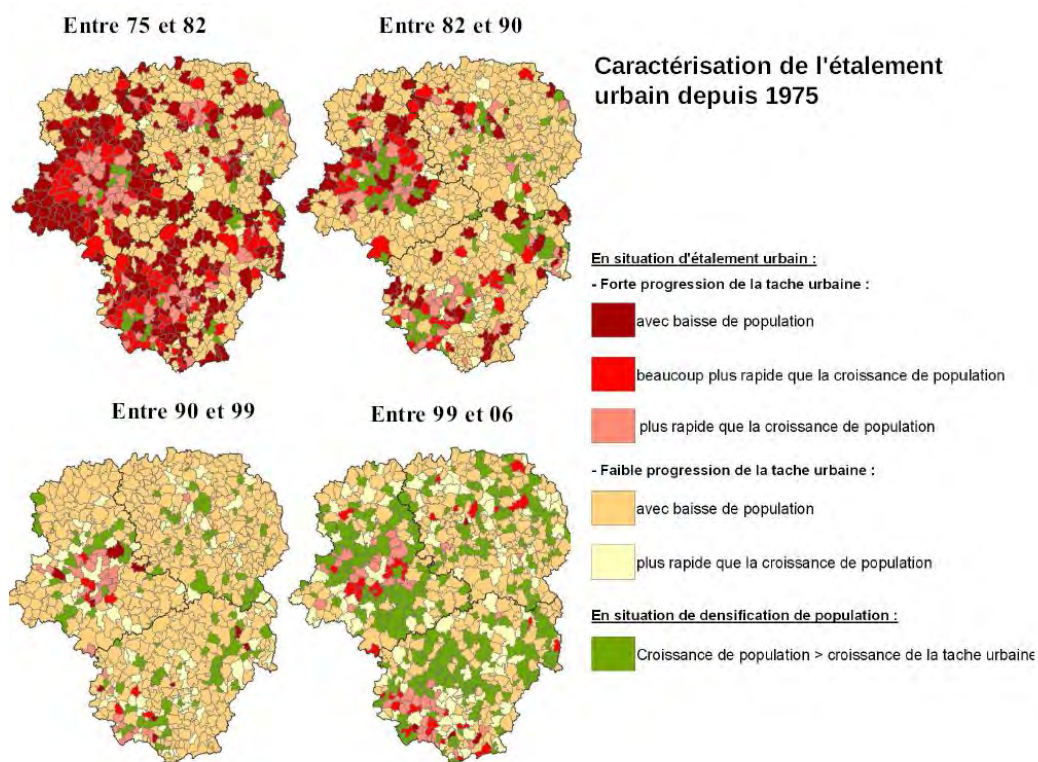 Entre 75 et 82
Entre 82 et 90
Caractérisation de l'étalement
urbain depuis 1975
En situation d'étalement urbain :
- Forte progression de la tache urbaine :
avec baisse de population
beaucoup plus rapide que la croissance de population
plus rapide que la croissance de population
- Faible progression de la tache urbaine :
avec baisse de population
plus rapide que la croissance de population
En situation de densification de population :
Croissance de population > croissance de la tache urbaine
Entre 90 et 99
Entre 99 et 06